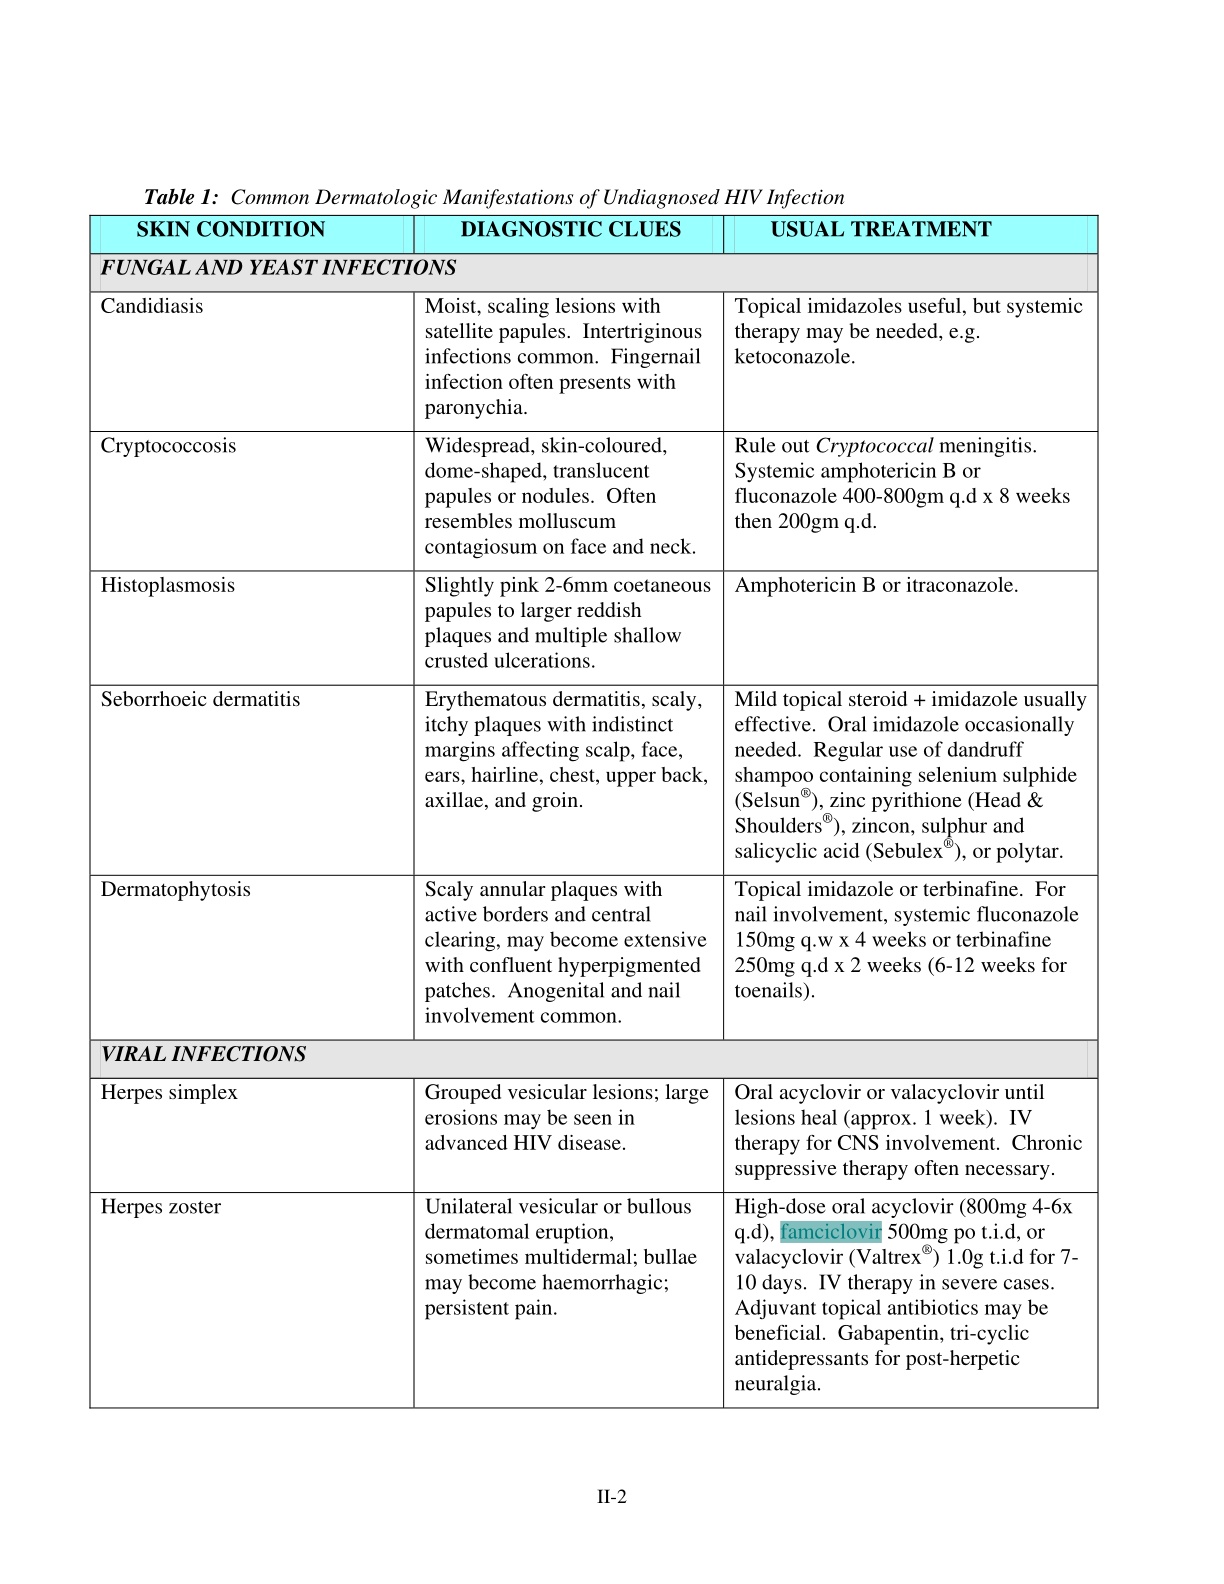 Table 1: Common Dermatologic Manifestations of Undiagnosed HIV Infection
SKIN CONDITION DIAGNOSTIC CLUES USUAL TREATMENT
FUNGAL AND YEAST INFECTIONS
Candidiasis
Moist, scaling lesions with
satellite papules. Intertriginous
infections common. Fingernail
infection often presents with
paronychia.
Topical imidazoles useful, but systemic
therapy may be needed, e.g.
ketoconazole.
Cryptococcosis
Widespread, skin-coloured,
dome-shaped, translucent
papules or nodules. Often
resembles molluscum
contagiosum on face and neck.
Rule out Cryptococcal meningitis.
Systemic amphotericin B or
fluconazole 400-800gm q.d x 8 weeks
then 200gm q.d.
Histoplasmosis
Slightly pink 2-6mm coetaneous
papules to larger reddish
plaques and multiple shallow
crusted ulcerations.
Amphotericin B or itraconazole.
Seborrhoeic dermatitis
Erythematous dermatitis, scaly,
itchy plaques with indistinct
margins affecting scalp, face,
ears, hairline, chest, upper back,
axillae, and groin.
Mild topical steroid + imidazole usually
effective. Oral imidazole occasionally
needed. Regular use of dandruff
shampoo containing selenium sulphide
(Selsun®), zinc pyrithione (Head &
Shoulders®), zincon, sulphur and
salicyclic acid (Sebulex®), or polytar.
Dermatophytosis
Scaly annular plaques with
active borders and central
clearing, may become extensive
with confluent hyperpigmented
patches. Anogenital and nail
involvement common.
Topical imidazole or terbinafine. For
nail involvement, systemic fluconazole
150mg q.w x 4 weeks or terbinafine
250mg q.d x 2 weeks (6-12 weeks for
toenails).
VIRAL INFECTIONS
Herpes simplex
Grouped vesicular lesions; large
erosions may be seen in
advanced HIV disease.
Oral acyclovir or valacyclovir until
lesions heal (approx. 1 week). IV
therapy for CNS involvement. Chronic
suppressive therapy often necessary.
Herpes zoster
Unilateral vesicular or bullous
dermatomal eruption,
sometimes multidermal; bullae
may become haemorrhagic;
persistent pain.
High-dose oral acyclovir (800mg 4-6x
q.d), famciclovir 500mg po t.i.d, or
valacyclovir (Valtrex®) 1.0g t.i.d for 7-
10 days. IV therapy in severe cases.
Adjuvant topical antibiotics may be
beneficial. Gabapentin, tri-cyclic
antidepressants for post-herpetic
neuralgia.
II-2